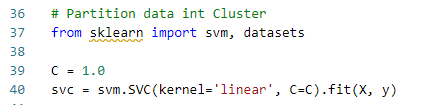 36 # Partition data int Cluster
37 from sklearn import svm, datasets
38
39 C = 1.0
40 svc = svm.SVC(kernel='linear', C=C).fit(X, y)